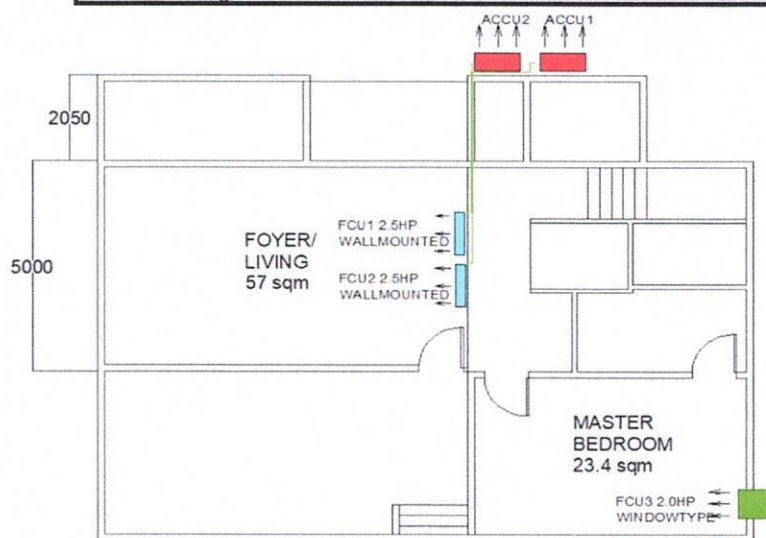 ACCU2
ACCU1
2050
5000
FOYER/
LIVING
57 sqm
FCU1 2.5HP
WALLMOUNTED
FCU2 2.5HP
WALLMOUNTED
MASTER
BEDROOM
23.4 sqm
FCU3 2.0HP
WINDOWTYPE